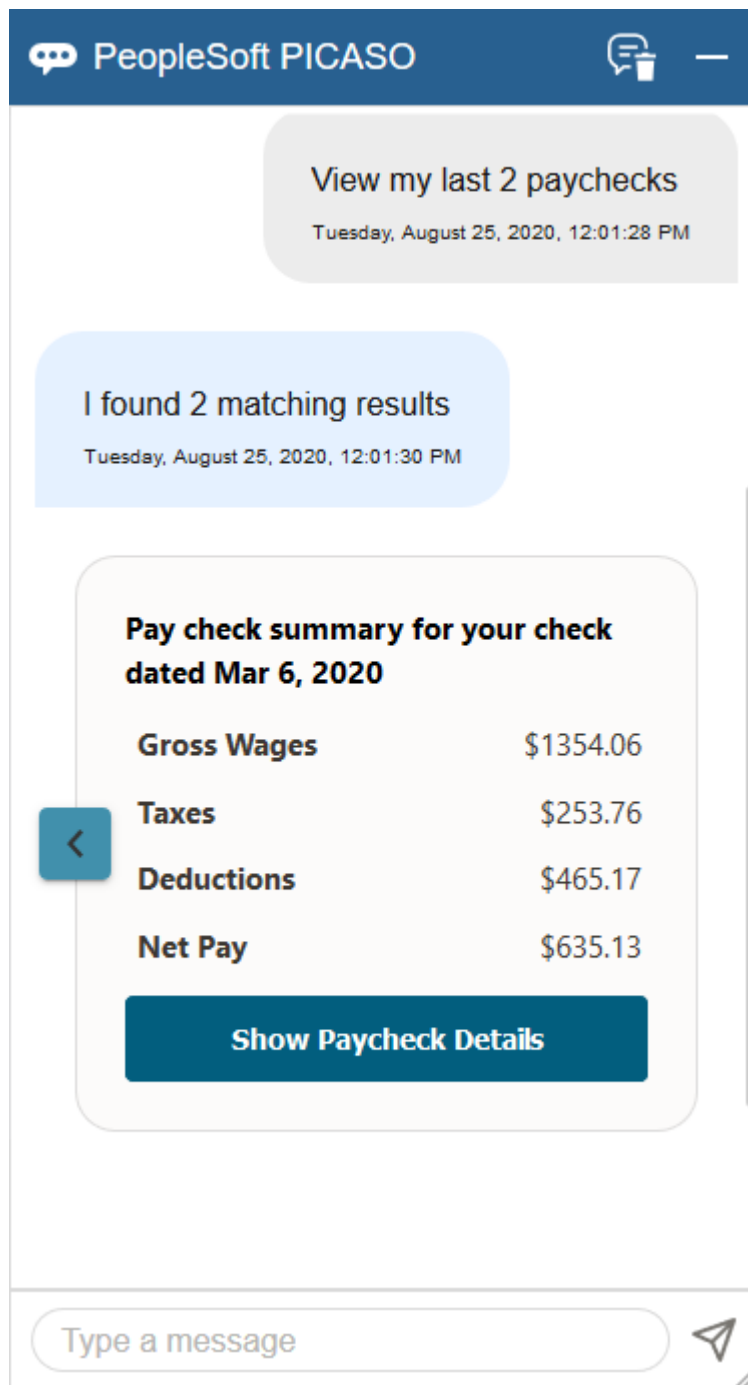 PeopleSoft PICASO
View my last 2 paychecks
Tuesday, August 25, 2020, 12:01:28 PM
I found 2 matching results
Tuesday, August 25, 2020, 12:01:30 PM
Pay check summary for your check
dated Mar 6, 2020
Gross Wages $1354.06
Taxes $253.76
Deductions $465.17
Net Pay $635.13
Show Paycheck Details
Type a message